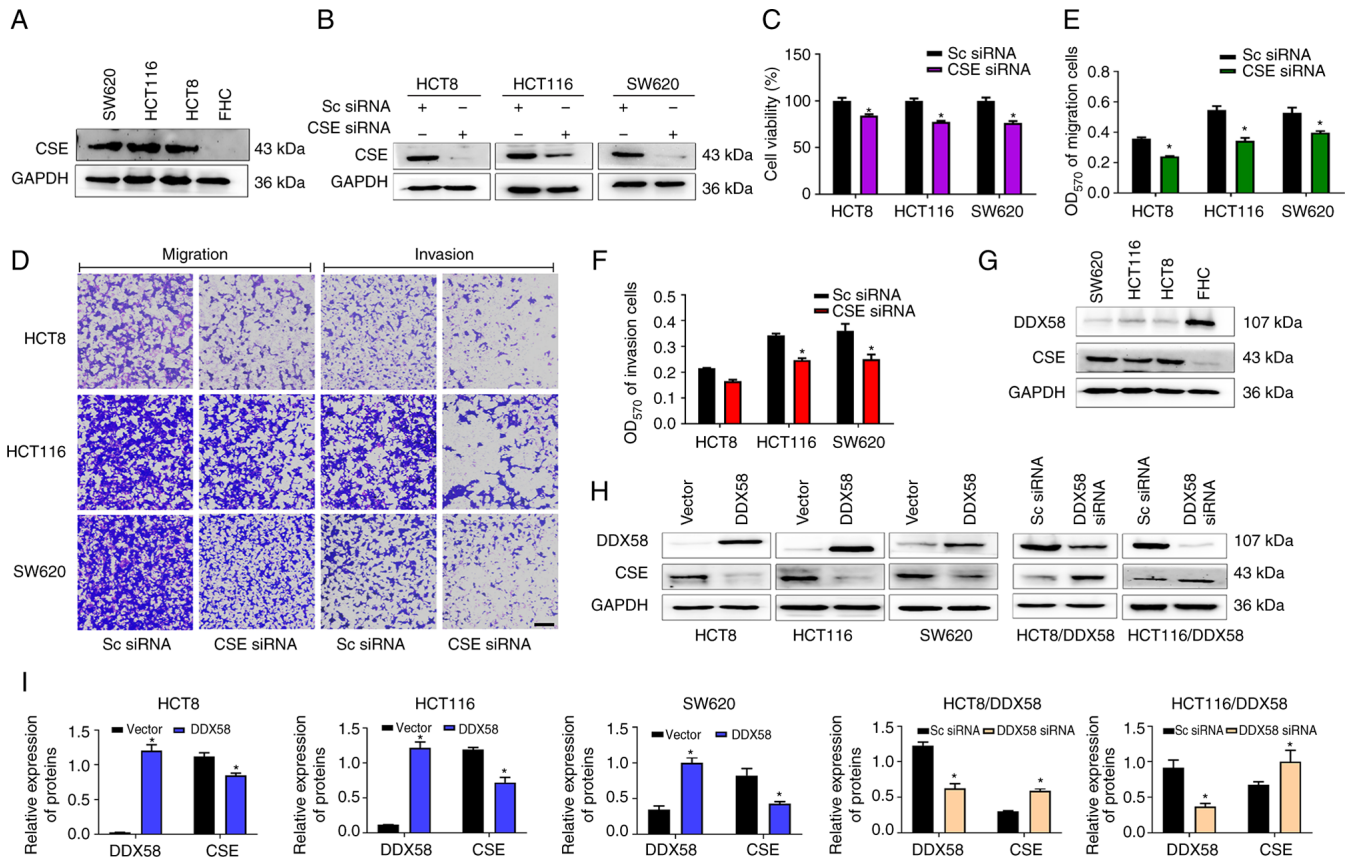 A
SW620
HCT116
HCT8
FHC
CSE
43 kDa
GAPDH
36 kDa
B
HCT8
HCT116
SW620
Sc siRNA
+
–
+
–
+
–
CSE siRNA
–
+
–
+
–
+
CSE
43 kDa
GAPDH
36 kDa
C
Sc siRNA
CSE siRNA
Cell viability (%)
150
100
50
0
*
*
*
HCT8
HCT116
SW620
E
Sc siRNA
CSE siRNA
OD570 of migration cells
0.8
0.6
0.4
0.2
0.0
*
*
*
HCT8
HCT116
SW620
D
Migration
Invasion
HCT8
HCT116
SW620
Sc siRNA
CSE siRNA
Sc siRNA
CSE siRNA
F
Sc siRNA
CSE siRNA
OD570 of invasion cells
0.5
0.4
0.3
0.2
0.1
0.0
*
*
HCT8
HCT116
SW620
G
SW620
HCT116
HCT8
FHC
DDX58
107 kDa
CSE
43 kDa
GAPDH
36 kDa
H
Vector
DDX58
Vector
DDX58
Vector
DDX58
Sc siRNA
DDX58
siRNA
Sc siRNA
DDX58
siRNA
DDX58
107 kDa
CSE
43 kDa
GAPDH
36 kDa
HCT8
HCT116
SW620
HCT8/DDX58
HCT116/DDX58
I
HCT8
Vector
DDX58
Relative expression
of proteins
1.5
1.0
0.5
0.0
*
*
DDX58
CSE
HCT116
Vector
DDX58
Relative expression
of proteins
1.5
1.0
0.5
0.0
*
*
DDX58
CSE
SW620
Vector
DDX58
Relative expression
of proteins
1.5
1.0
0.5
0.0
*
*
DDX58
CSE
HCT8/DDX58
Sc siRNA
DDX58 siRNA
Relative expression
of proteins
1.5
1.0
0.5
0.0
*
*
DDX58
CSE
HCT116/DDX58
Sc siRNA
DDX58 siRNA
Relative expression
of proteins
1.5
1.0
0.5
0.0
*
*
DDX58
CSE